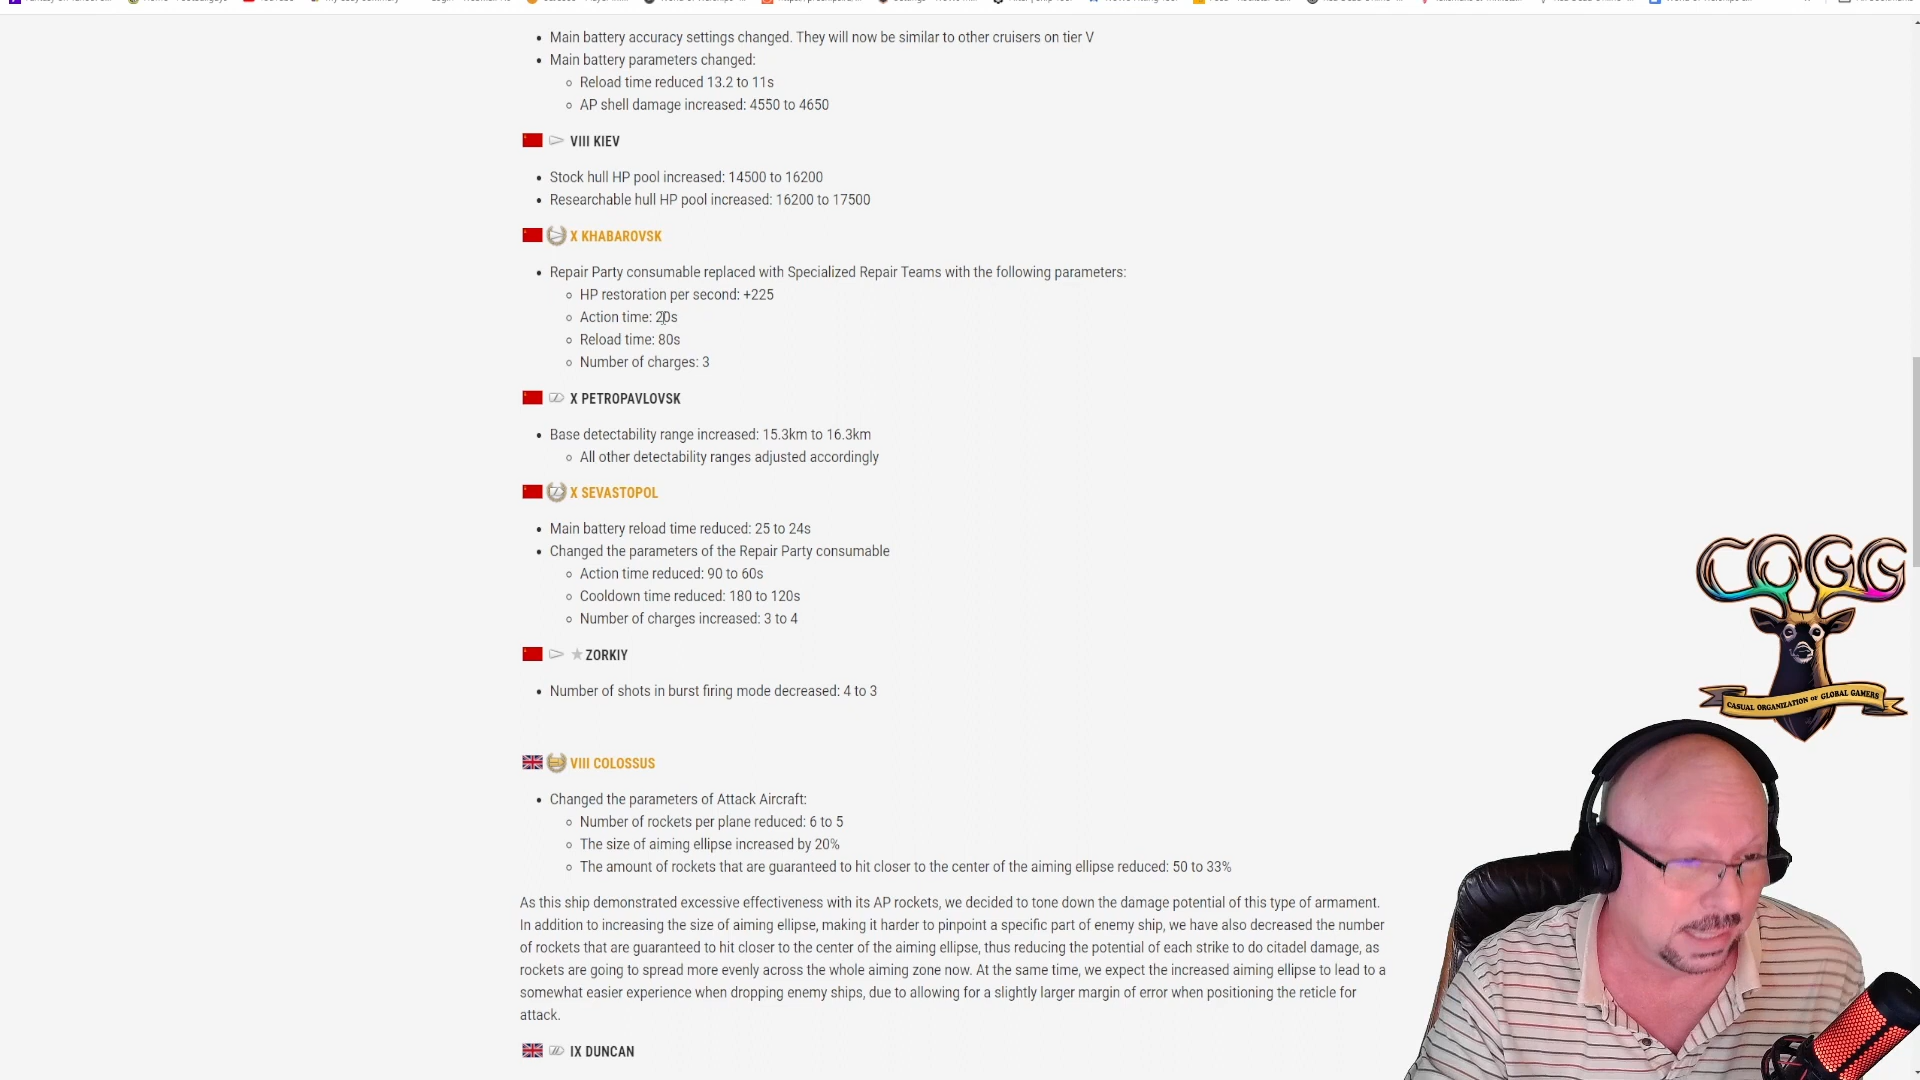 Main battery accuracy settings changed. They will now be similar to other cruisers on tier V
Main battery parameters changed:
Reload time reduced 13.2 to 11s
AP shell damage increased: 4550 to 4650
VIII KIEV
Stock hull HP pool increased: 14500 to 16200
Researchable hull HP pool increased: 16200 to 17500
X KHABAROVSK
Repair Party consumable replaced with Specialized Repair Teams with the following parameters:
HP restoration per second: +225
Action time: 20s
Reload time: 80s
Number of charges: 3
X PETROPAVLOVSK
Base detectability range increased: 15.3km to 16.3km
All other detectability ranges adjusted accordingly
X SEVASTOPOL
Main battery reload time reduced: 25 to 24s
Changed the parameters of the Repair Party consumable
Action time reduced: 90 to 60s
Cooldown time reduced: 180 to 120s
Number of charges increased: 3 to 4
ZORKIY
Number of shots in burst firing mode decreased: 4 to 3
VIII COLOSSUS
Changed the parameters of Attack Aircraft:
Number of rockets per plane reduced: 6 to 5
The size of aiming ellipse increased by 20%
The amount of rockets that are guaranteed to hit closer to the center of the aiming ellipse reduced: 50 to 33%
As this ship demonstrated excessive effectiveness with its AP rockets, we decided to tone down the damage potential of this type of armament.
In addition to increasing the size of aiming ellipse, making it harder to pinpoint a specific part of enemy ship, we have also decreased the number
of rockets that are guaranteed to hit closer to the center of the aiming ellipse, thus reducing the potential of each strike to do citadel damage, as
rockets are going to spread more evenly across the whole aiming zone now. At the same time, we expect the increased aiming ellipse to lead to a
somewhat easier experience when dropping enemy ships, due to allowing for a slightly larger margin of error when positioning the reticle for
attack.
IX DUNCAN
COGG
CASUAL ORGANIZATION OF GLOBAL GAMERS